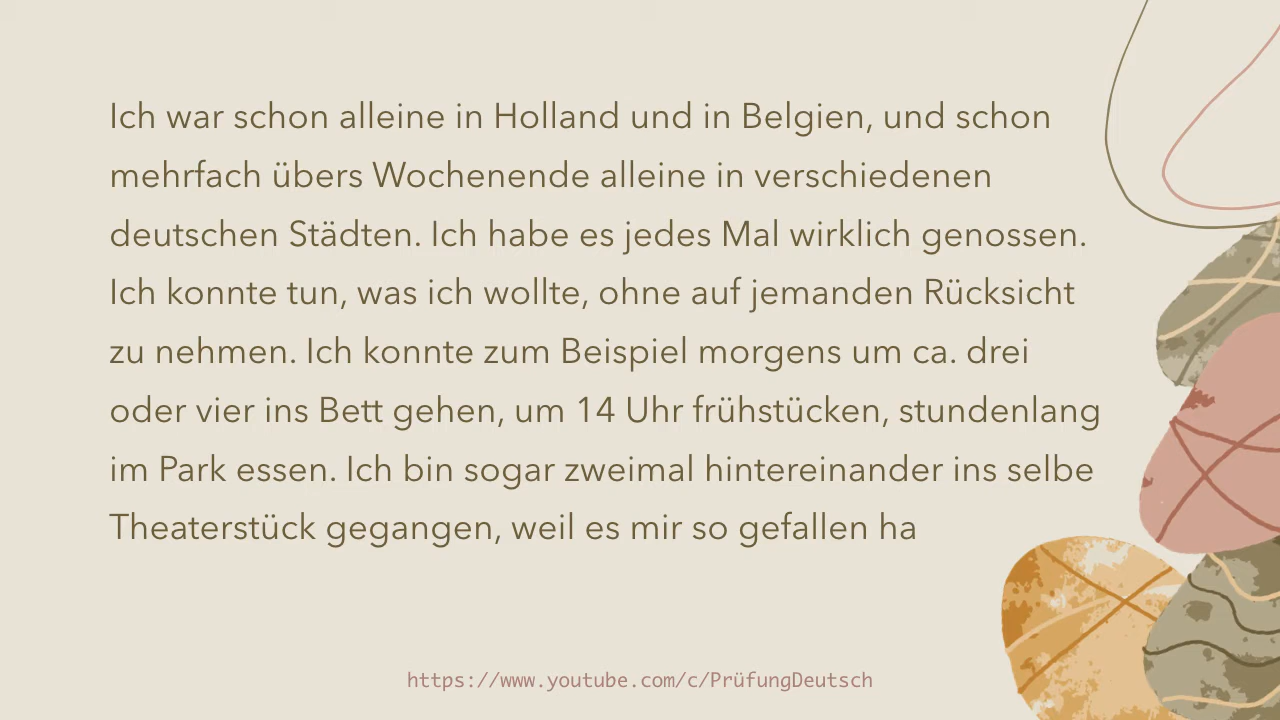 Ich war schon alleine in Holland und in Belgien, und schon
mehrfach übers Wochenende alleine in verschiedenen
deutschen Städten. Ich habe es jedes Mal wirklich genossen.
Ich konnte tun, was ich wollte, ohne auf jemanden Rücksicht
zu nehmen. Ich konnte zum Beispiel morgens um ca. drei
oder vier ins Bett gehen, um 14 Uhr frühstücken, stundenlang
im Park essen. Ich bin sogar zweimal hintereinander ins selbe
Theaterstück gegangen, weil es mir so gefallen ha
https://www.youtube.com/c/PrüfungDeutsch